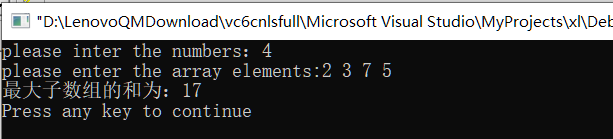 "D:\LenovoQMDownload\vc6cnlsfull\Microsoft Visual Studio\MyProjects\xl\Deb
please inter the numbers: 4
please enter the array elements:2 3 7 5
最大子数组的和为：17
Press any key to continue